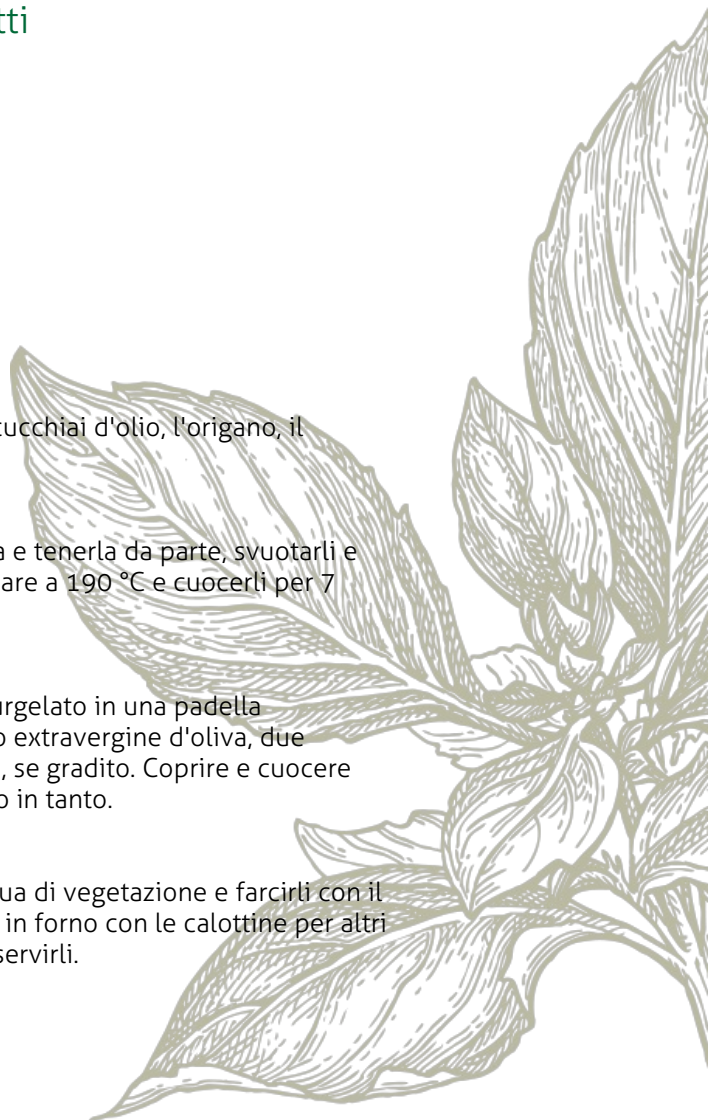 tti
cucchiai d'olio, l'origano, il
a e tenerla da parte, svuotarli e
are a 190 °C e cuocerli per 7
urgelato in una padella
o extravergine d'oliva, due
, se gradito. Coprire e cuocere
o in tanto.
ua di vegetazione e farcirli con il
in forno con le calottine per altri
servirli.